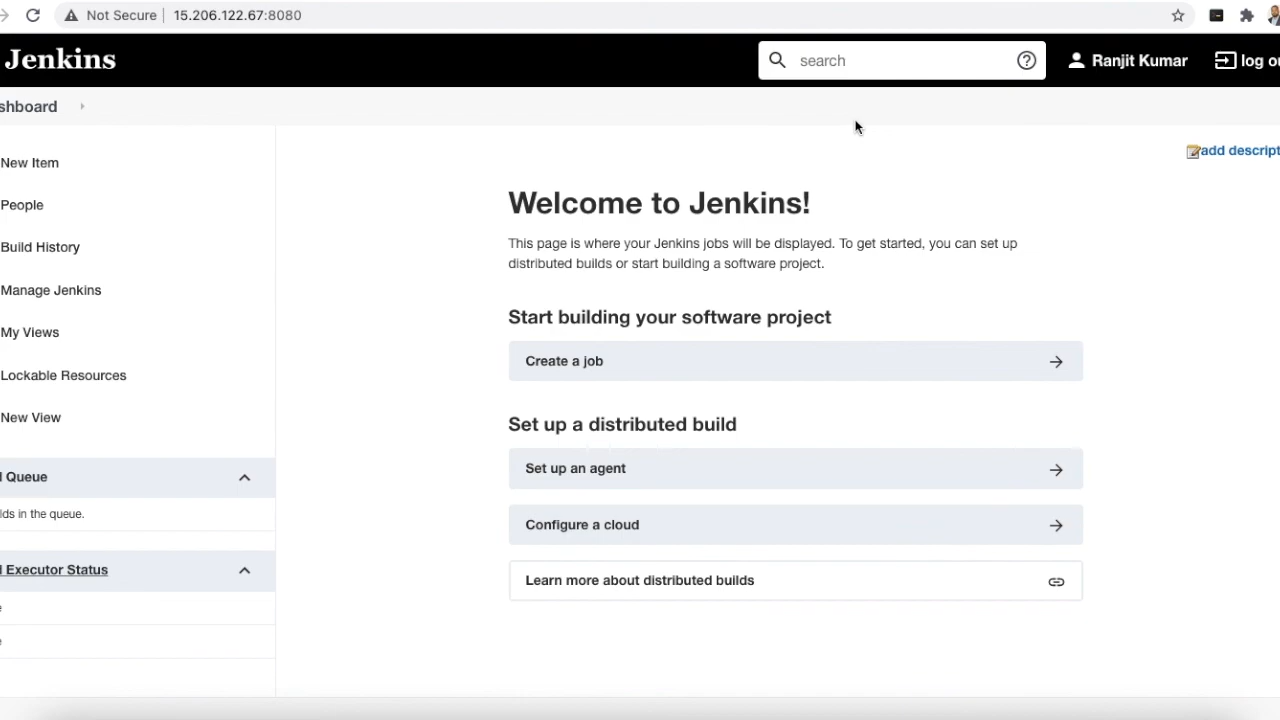 Not Secure | 15.206.122.67:8080
Jenkins
search
Ranjit Kumar
log o
shboard
add descript
New Item
People
Build History
Manage Jenkins
My Views
Lockable Resources
New View
Queue
lds in the queue.
Executor Status
e
e
Welcome to Jenkins!
This page is where your Jenkins jobs will be displayed. To get started, you can set up
distributed builds or start building a software project.
Start building your software project
Create a job
Set up a distributed build
Set up an agent
Configure a cloud
Learn more about distributed builds